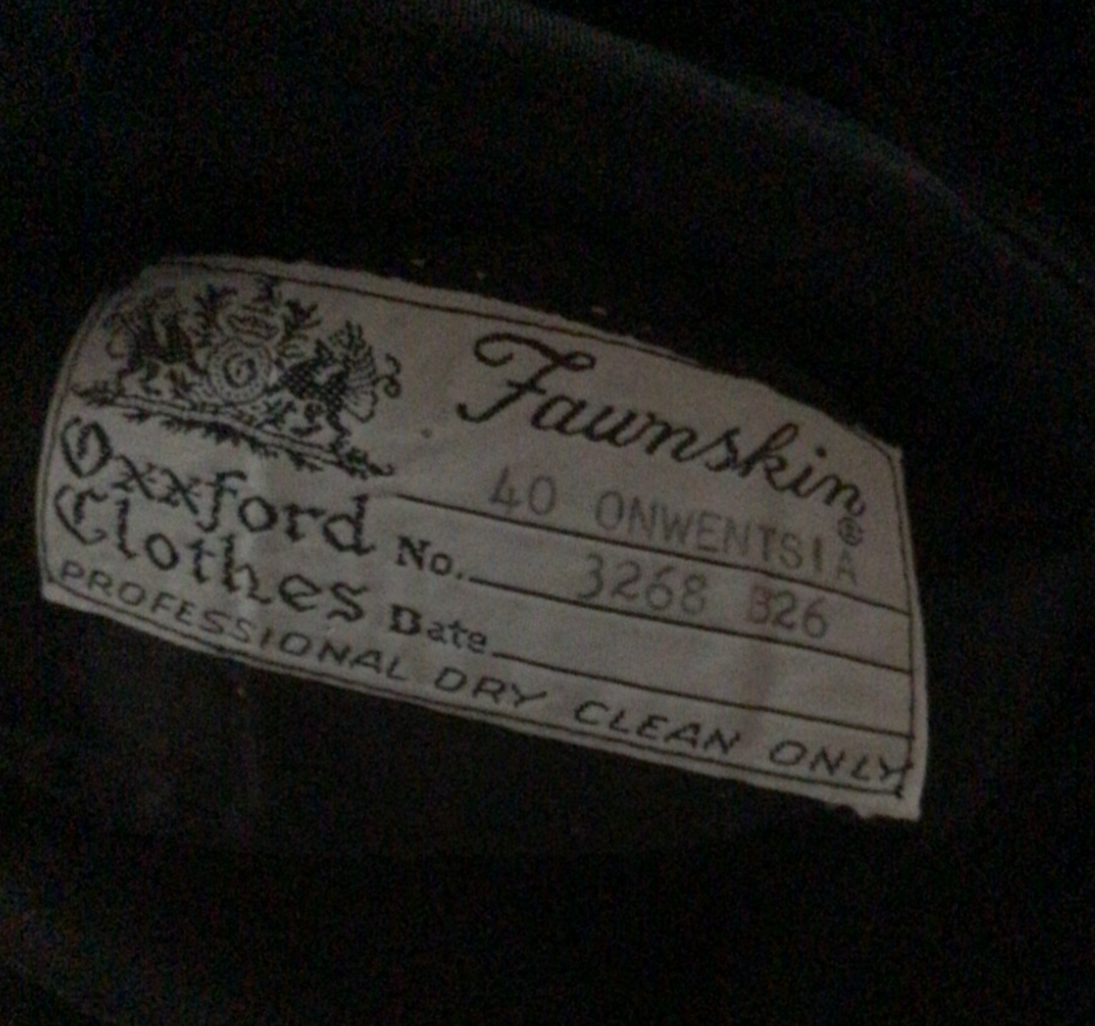 Fawnskin®
40 ONWENTSIA
Oxxford
Clothes
No. 3268 B26
Date
PROFESSIONAL DRY CLEAN ONLY